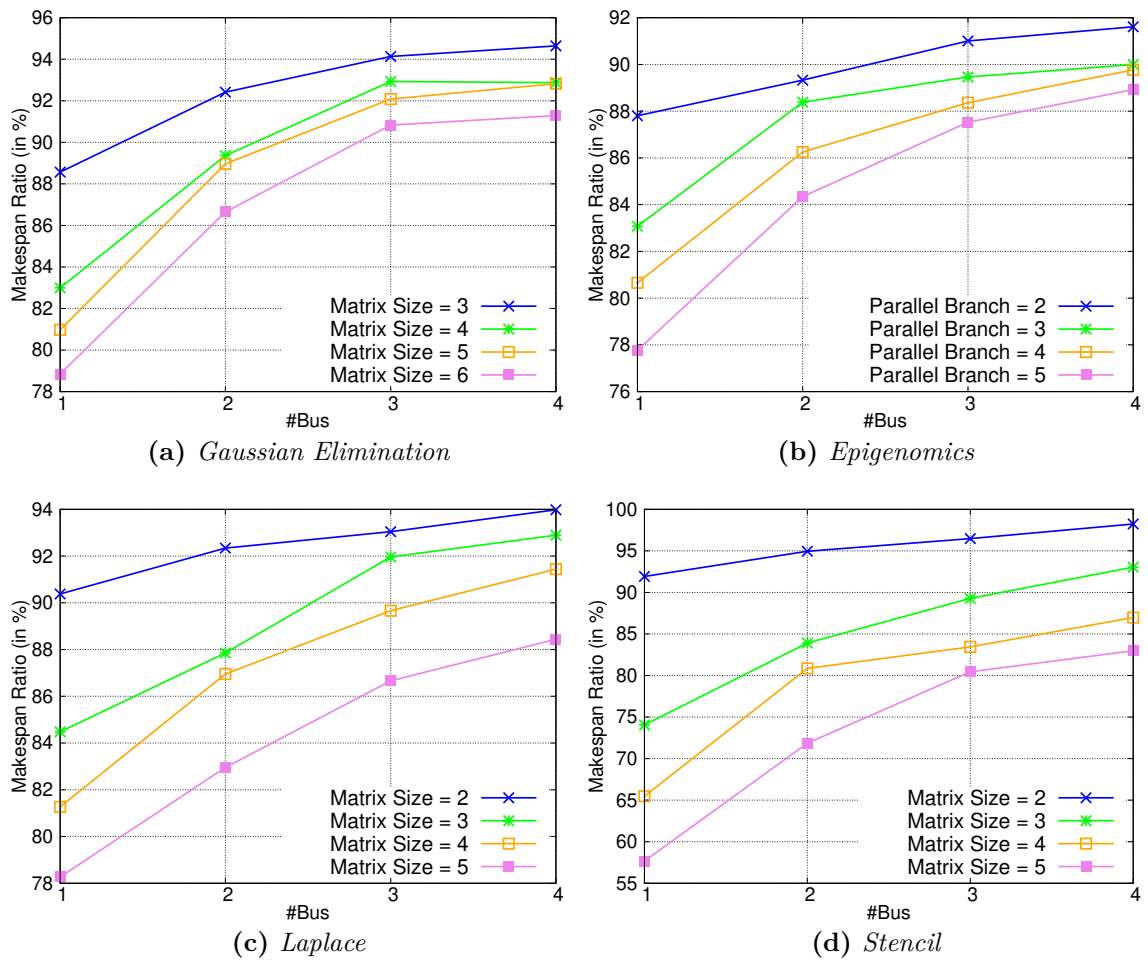 96
94
92
90
88
86
84
82
80
78
Makespan Ratio (in %)
Matrix Size = 3
Matrix Size = 4
Matrix Size = 5
Matrix Size = 6
1 2 3 4
#Bus
(a) Gaussian Elimination
92
90
88
86
84
82
80
78
76
Makespan Ratio (in %)
Parallel Branch = 2
Parallel Branch = 3
Parallel Branch = 4
Parallel Branch = 5
1 2 3 4
#Bus
(b) Epigenomics
94
92
90
88
86
84
82
80
78
Makespan Ratio (in %)
Matrix Size = 2
Matrix Size = 3
Matrix Size = 4
Matrix Size = 5
1 2 3 4
#Bus
(c) Laplace
100
95
90
85
80
75
70
65
60
55
Makespan Ratio (in %)
Matrix Size = 2
Matrix Size = 3
Matrix Size = 4
Matrix Size = 5
1 2 3 4
#Bus
(d) Stencil